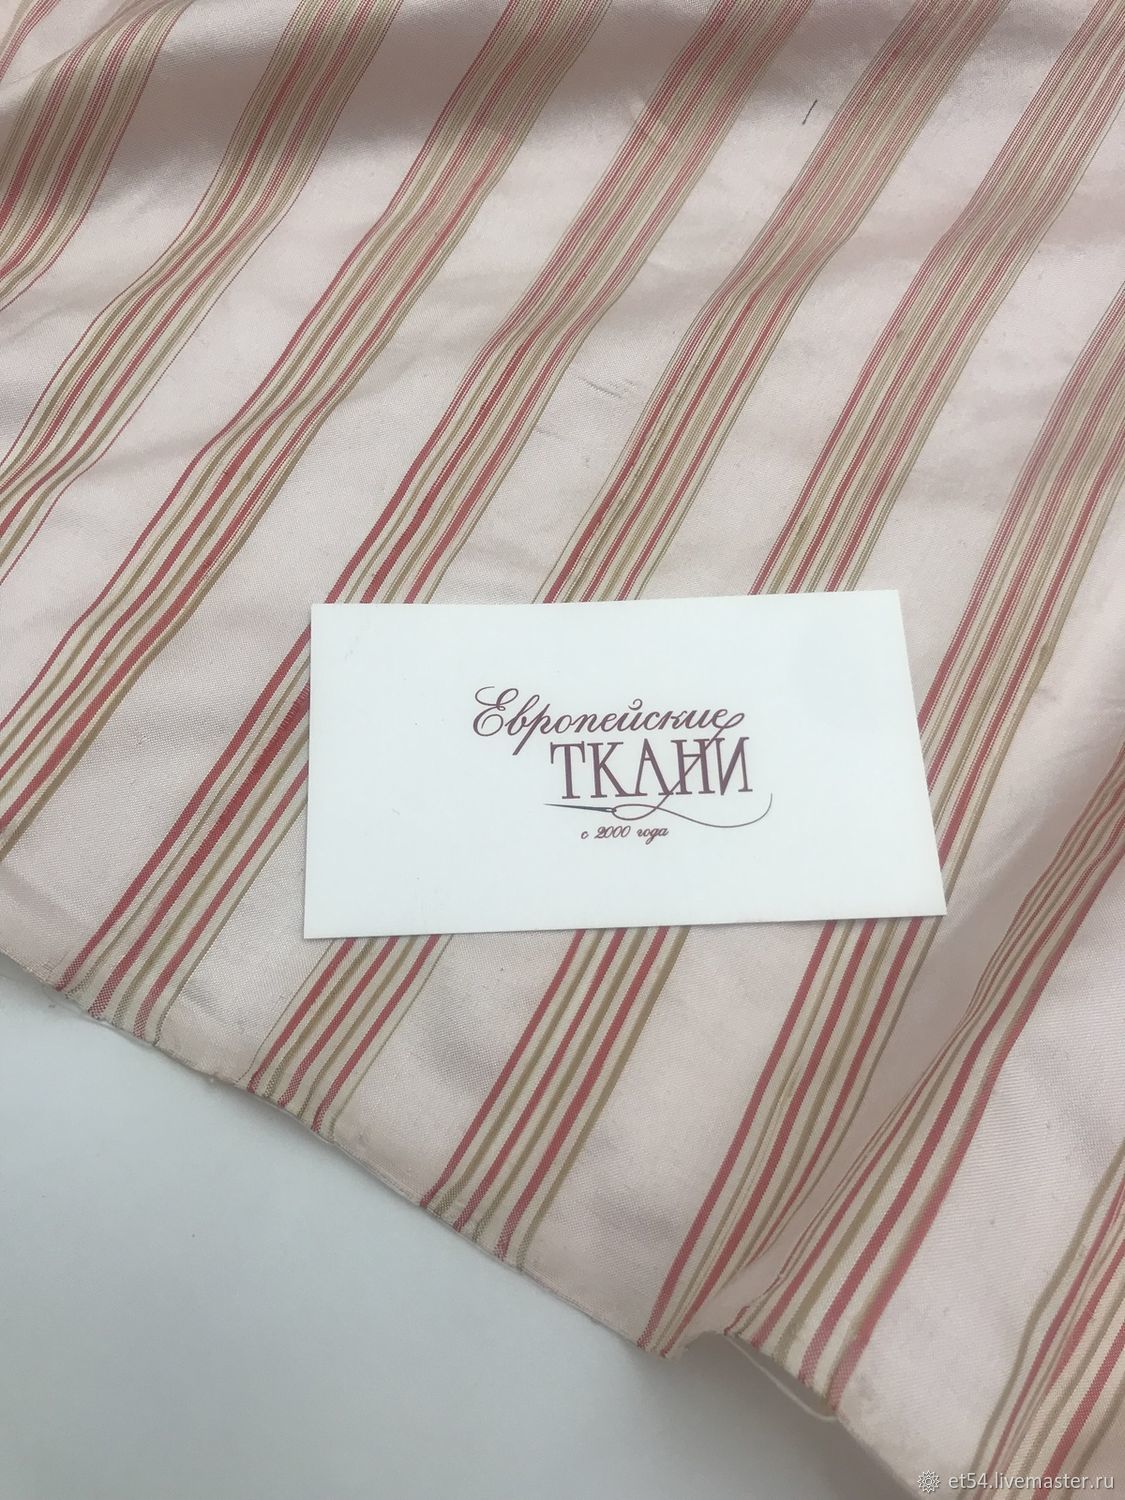 Европейские
ТКАНИ
с 2000 года
et54.livemaster.ru